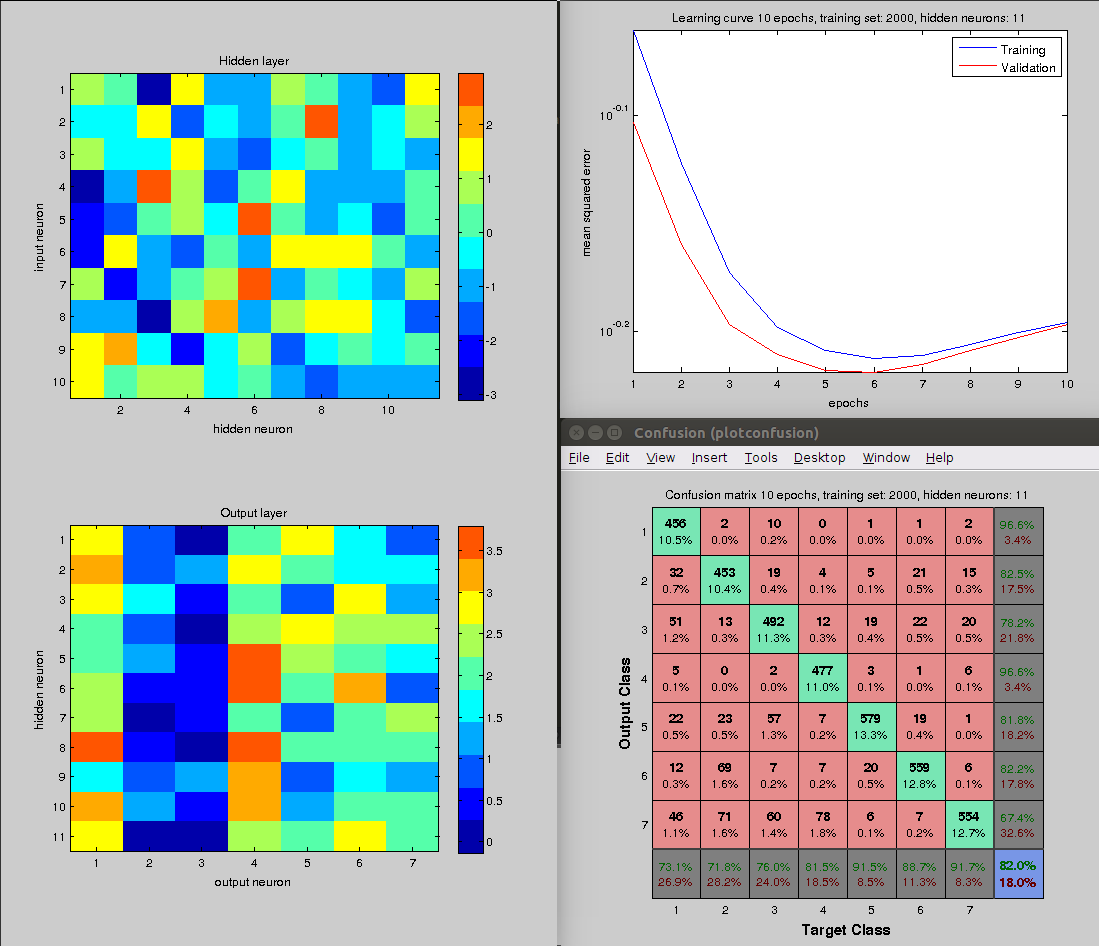 Hidden layer
1
2
3
4
5
6
7
8
9
10
input neuron
2 4 6 8 10
hidden neuron
2
1
0
-1
-2
-3
Output layer
1
2
3
4
5
6
7
8
9
10
11
hidden neuron
1 2 3 4 5 6 7
output neuron
3.5
3
2.5
2
1.5
1
0.5
0
Learning curve 10 epochs, training set: 2000, hidden neurons: 11
Training
Validation
10^-0.1
10^-0.2
mean squared error
1 2 3 4 5 6 7 8 9 10
epochs
Confusion (plotconfusion)
File Edit View Insert Tools Desktop Window Help
Confusion matrix 10 epochs, training set: 2000, hidden neurons: 11
1 456 2 10 0 1 1 2 96.6%
10.5% 0.0% 0.2% 0.0% 0.0% 0.0% 0.0% 3.4%
2 32 453 19 4 5 21 15 82.5%
0.7% 10.4% 0.4% 0.1% 0.1% 0.5% 0.3% 17.5%
3 51 13 492 12 19 22 20 78.2%
1.2% 0.3% 11.3% 0.3% 0.4% 0.5% 0.5% 21.8%
4 5 0 2 477 3 1 6 96.6%
0.1% 0.0% 0.0% 11.0% 0.1% 0.0% 0.1% 3.4%
5 22 23 57 7 579 19 1 81.8%
0.5% 0.5% 1.3% 0.2% 13.3% 0.4% 0.0% 18.2%
6 12 69 7 7 20 559 6 82.2%
0.3% 1.6% 0.2% 0.2% 0.5% 12.8% 0.1% 17.8%
7 46 71 60 78 6 7 554 67.4%
1.1% 1.6% 1.4% 1.8% 0.1% 0.2% 12.7% 32.6%
73.1% 71.8% 76.0% 81.5% 91.5% 88.7% 91.7% 82.0%
26.9% 28.2% 24.0% 18.5% 8.5% 11.3% 8.3% 18.0%
Output Class
1 2 3 4 5 6 7
Target Class